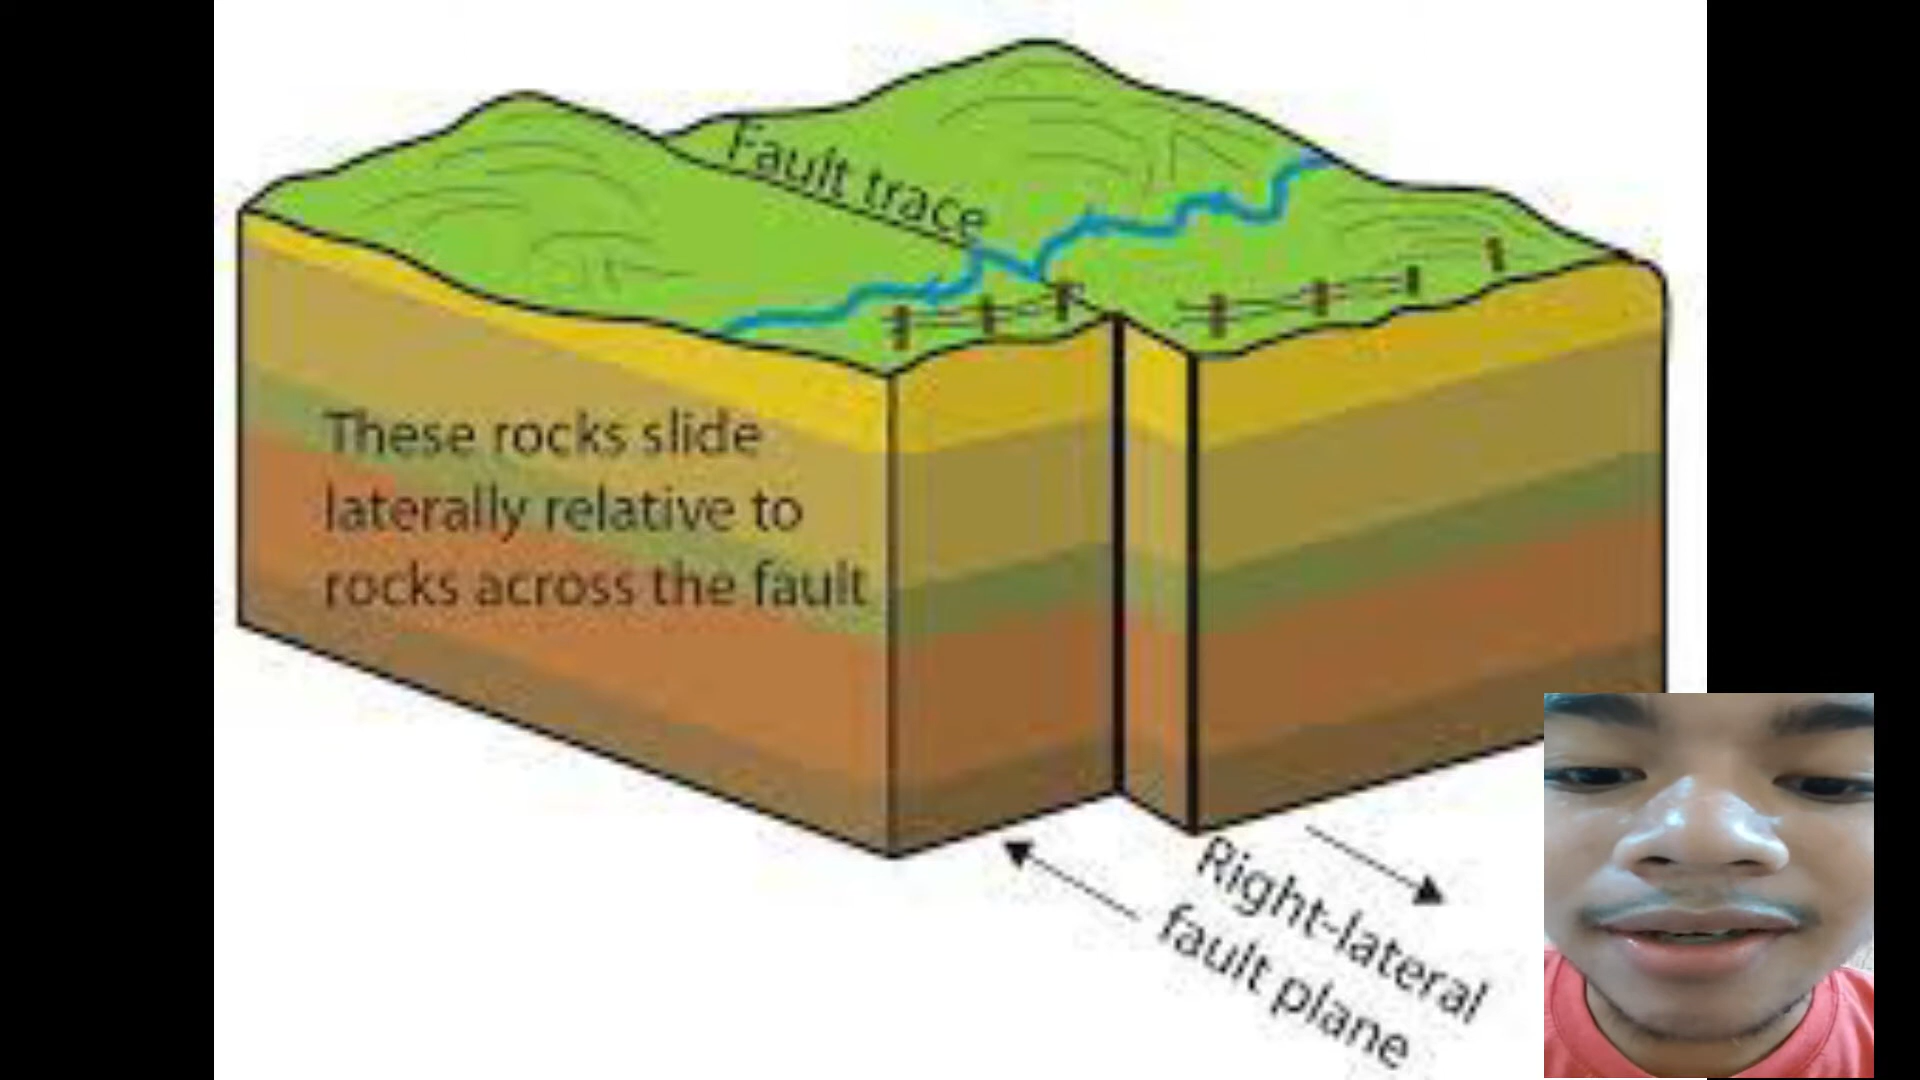 Fault trace
These rocks slide
laterally relative to
rocks across the fault
Right-lateral
fault plane